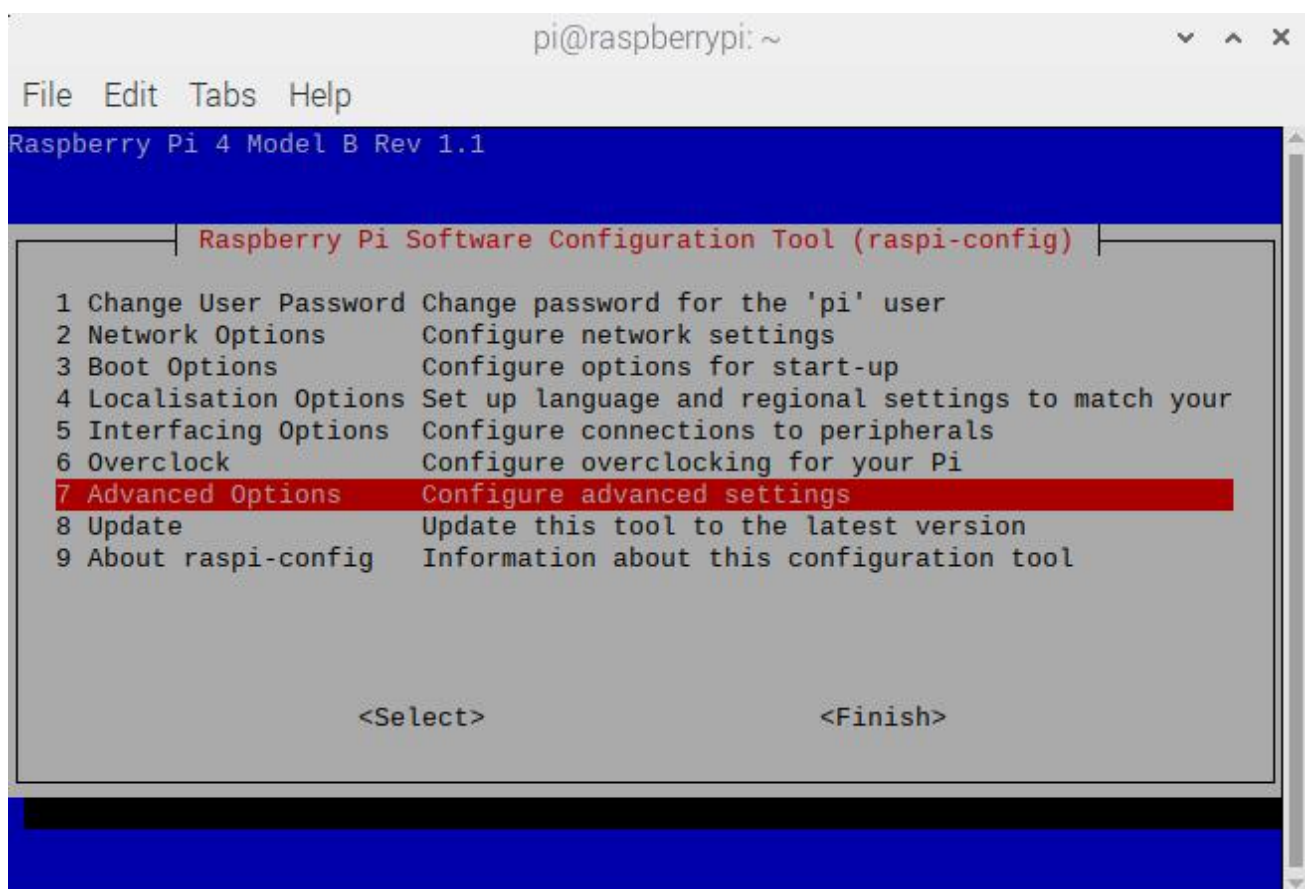 pi@raspberrypi: ~
File Edit Tabs Help
Raspberry Pi 4 Model B Rev 1.1
Raspberry Pi Software Configuration Tool (raspi-config)
1 Change User Password Change password for the 'pi' user
2 Network Options Configure network settings
3 Boot Options Configure options for start-up
4 Localisation Options Set up language and regional settings to match your
5 Interfacing Options Configure connections to peripherals
6 Overclock Configure overclocking for your Pi
7 Advanced Options Configure advanced settings
8 Update Update this tool to the latest version
9 About raspi-config Information about this configuration tool
<Select> <Finish>